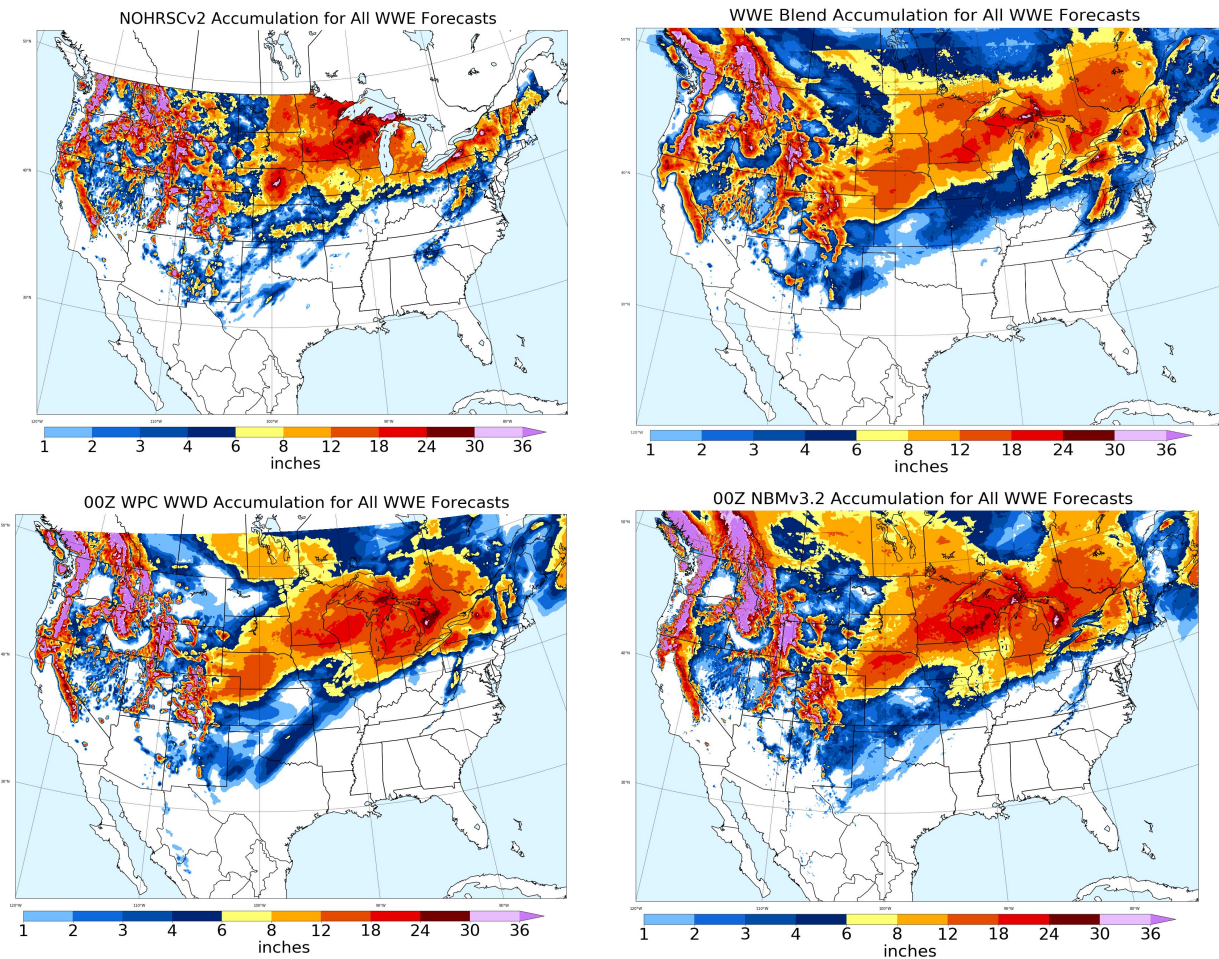 NOHRSCv2 Accumulation for All WWE Forecasts
1 2 3 4 6 8 12 18 24 30 36
inches
WWE Blend Accumulation for All WWE Forecasts
1 2 3 4 6 8 12 18 24 30 36
inches
00Z WPC WWD Accumulation for All WWE Forecasts
1 2 3 4 6 8 12 18 24 30 36
inches
00Z NBMv3.2 Accumulation for All WWE Forecasts
1 2 3 4 6 8 12 18 24 30 36
inches